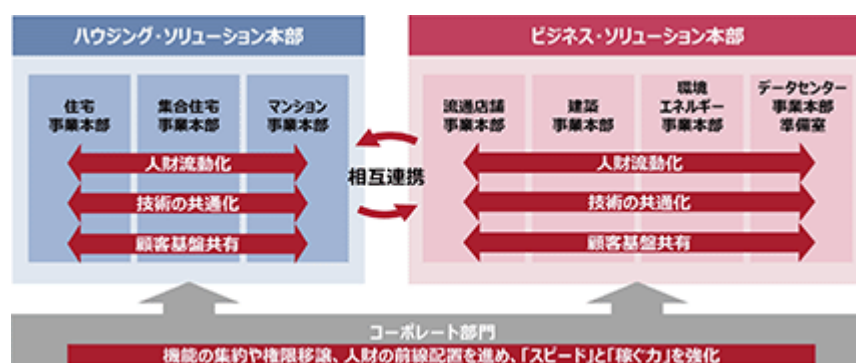 ハウジング・ソリューション本部
住宅
事業本部
集合住宅
事業本部
マンション
事業本部
人財流動化
技術の共通化
顧客基盤共有
相互連携
ビジネス・ソリューション本部
流通店舗
事業本部
建築
事業本部
環境
エネルギー
事業本部
データセンター
事業本部
準備室
人財流動化
技術の共通化
顧客基盤共有
コーポレート部門
機能の集約や権限移譲、人財の前線配置を進め、「スピード」と「稼ぐ力」を強化